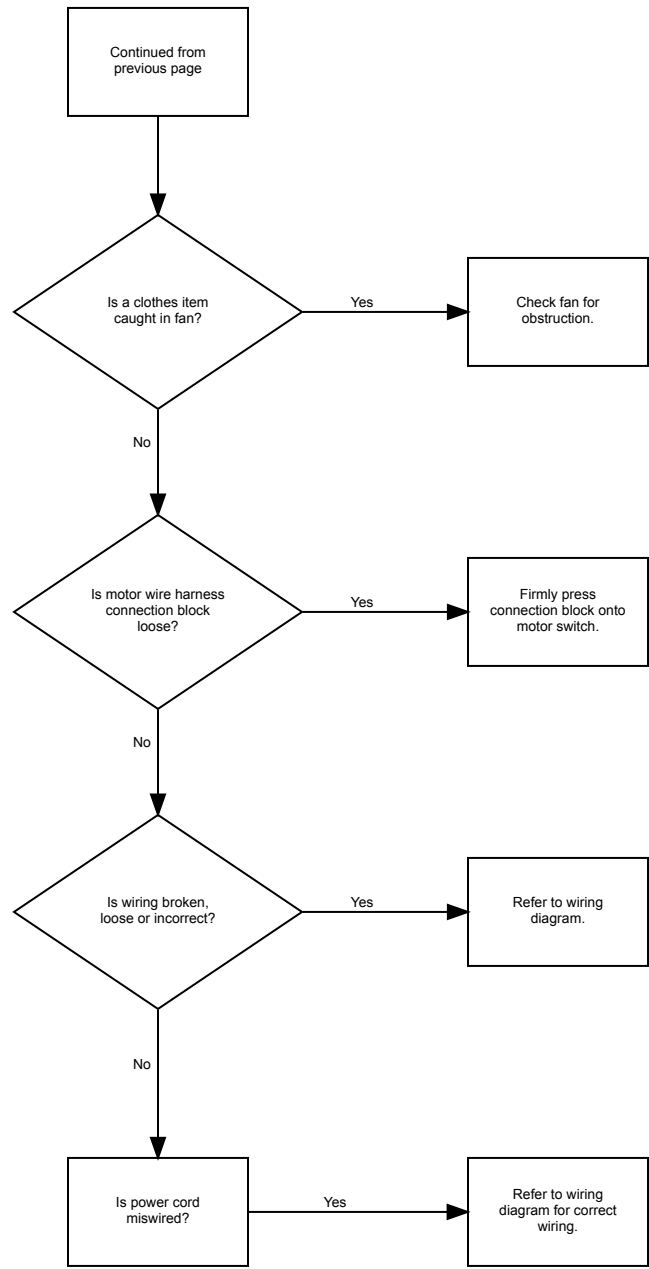 Continued from
previous page
Is a clothes item
caught in fan?
Yes
Check fan for
obstruction.
No
Is motor wire harness
connection block
loose?
Yes
Firmly press
connection block onto
motor switch.
No
Is wiring broken,
loose or incorrect?
Yes
Refer to wiring
diagram.
No
Is power cord
miswired?
Yes
Refer to wiring
diagram for correct
wiring.